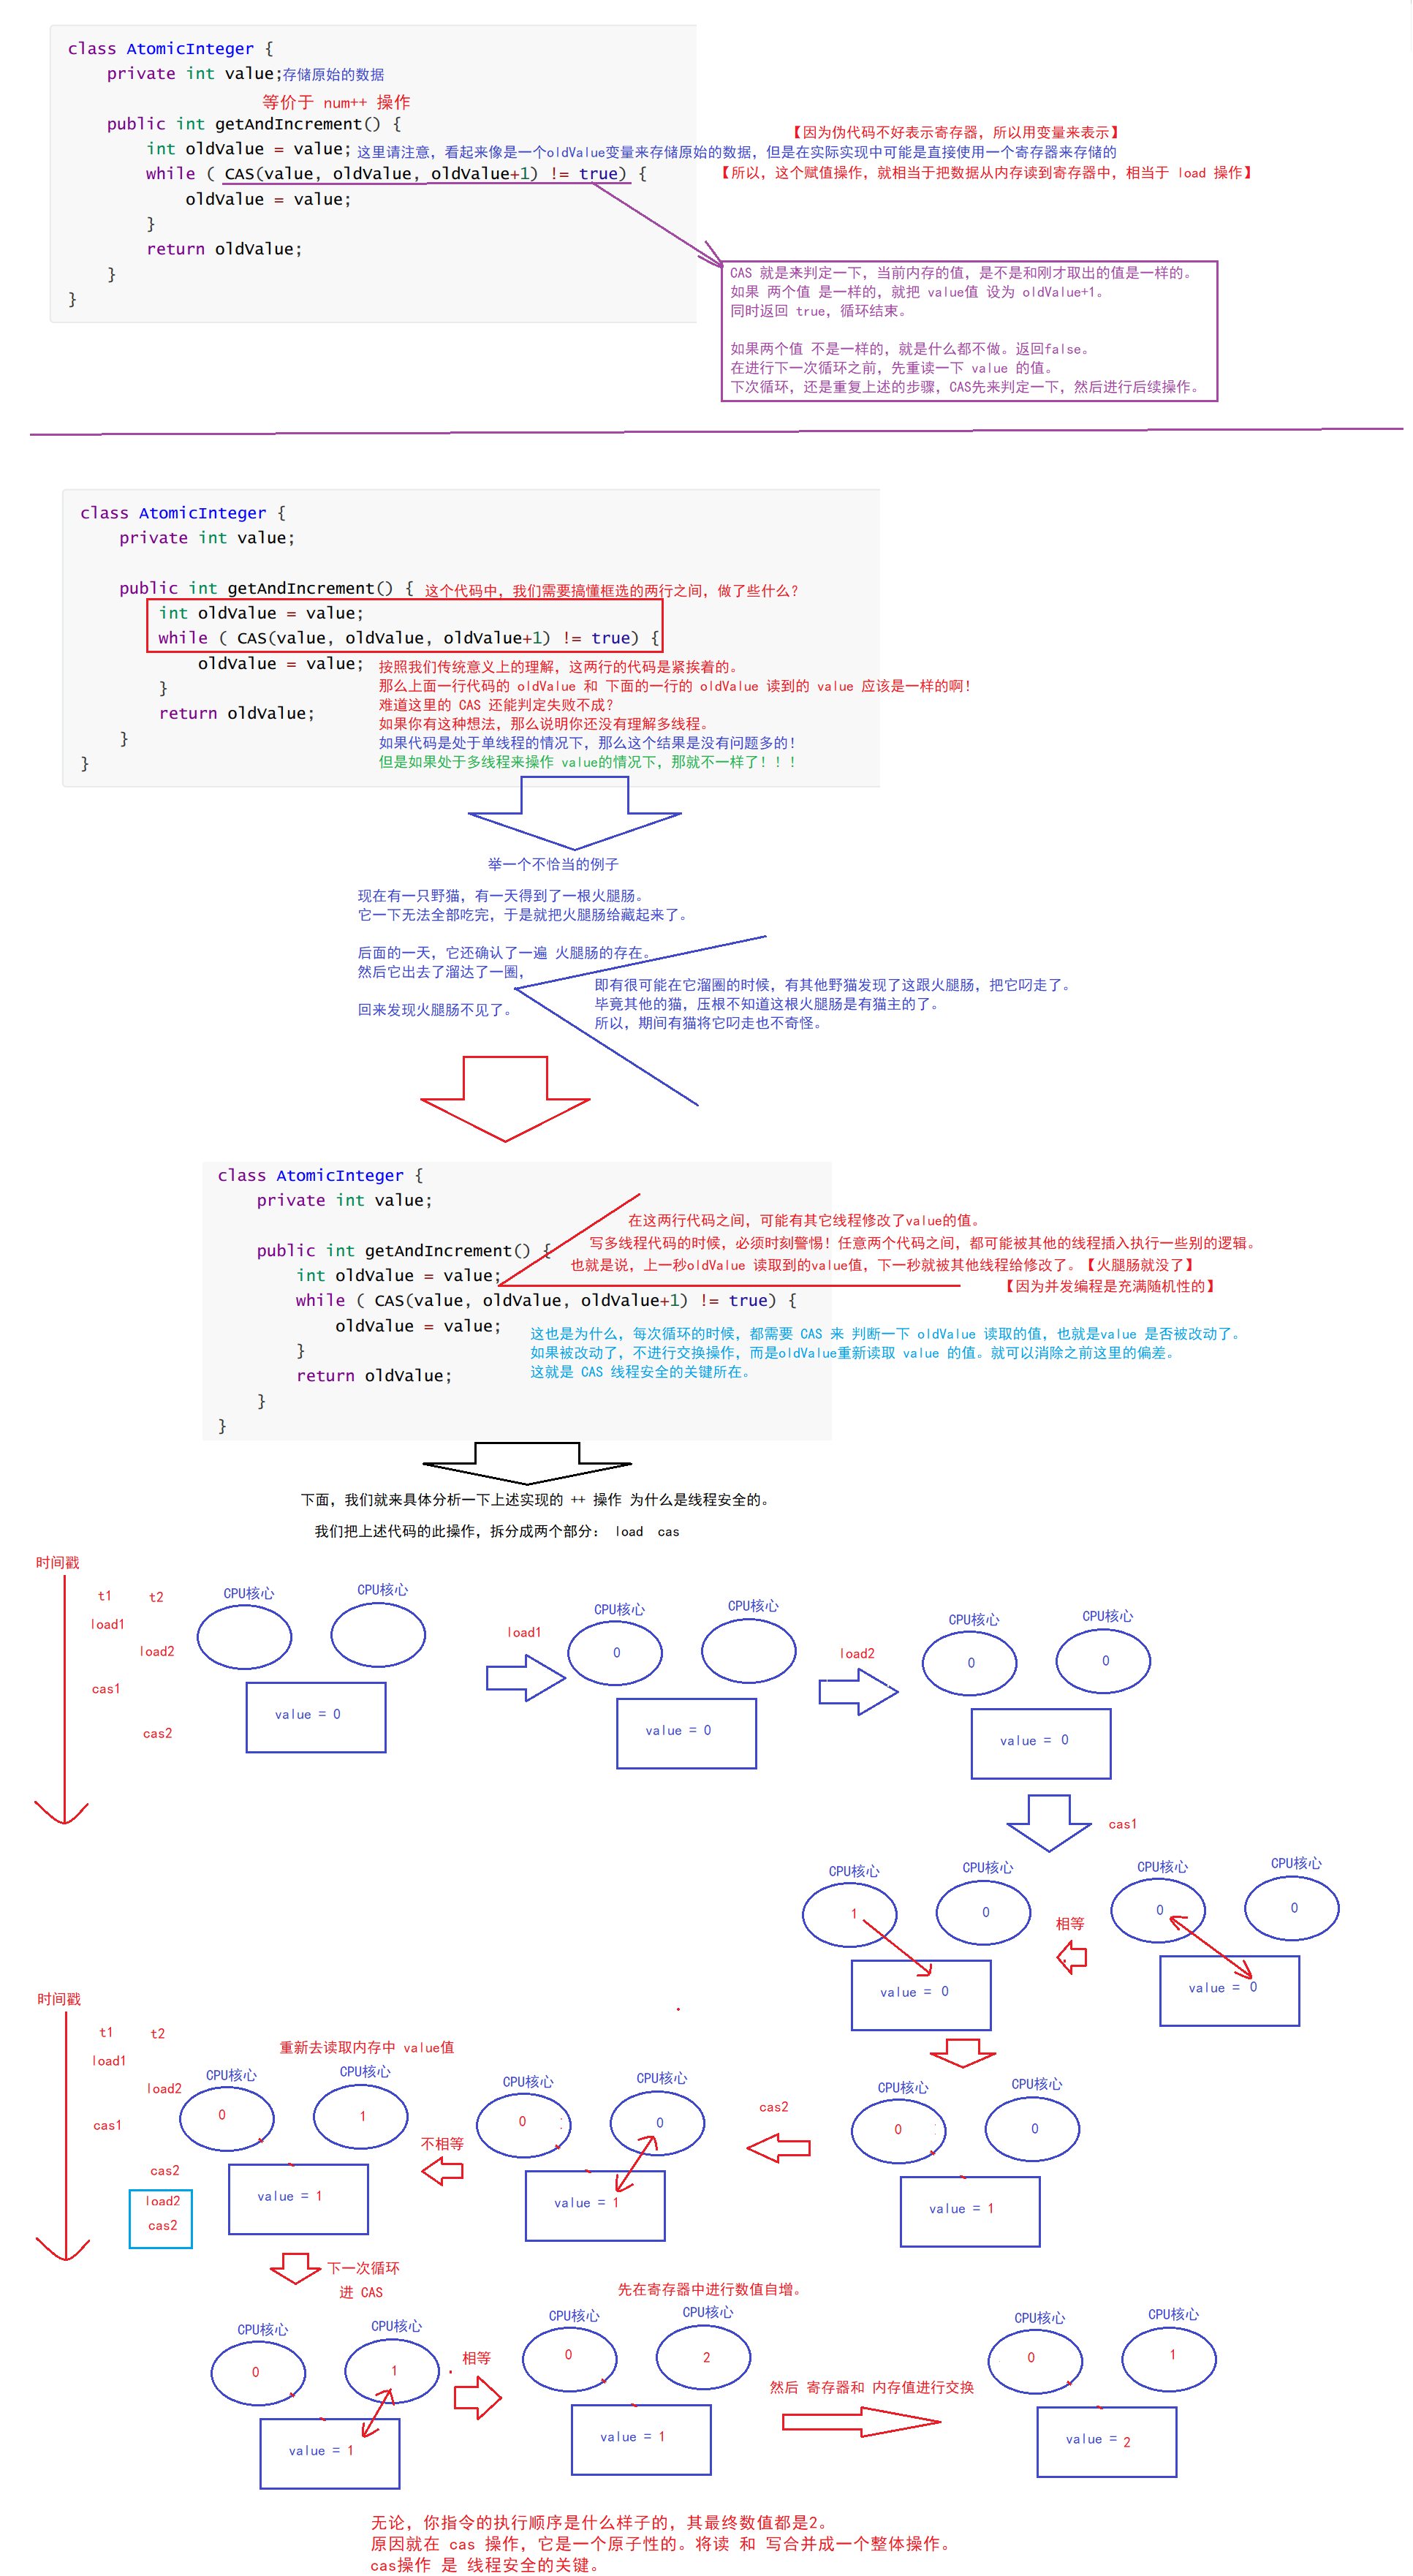 class AtomicInteger {
private int value;存储原始的数据
等价于 num++ 操作
public int getAndIncrement() {
【因为伪代码不好表示寄存器，所以用变量来表示】
int oldValue = value; 这里请注意，看起来像是一个oldValue变量来存储原始的数据，但是在实际实现中可能是直接使用一个寄存器来存储的
while ( CAS(value, oldValue, oldValue+1) != true) {
【所以，这个赋值操作，就相当于把数据从内存读到寄存器中，相当于 load 操作】
oldValue = value;
}
return oldValue;
}
}
CAS 就是来判定一下，当前内存的值，是不是和刚才取出的值是一样的。
如果 两个值 是一样的，就把 value值 设为 oldValue+1。
同时返回 true，循环结束。
如果两个值 不是一样的，就是什么都不做。返回false。
在进行下一次循环之前，先重读一下 value 的值。
下次循环，还是重复上述的步骤，CAS先来判定一下，然后进行后续操作。
class AtomicInteger {
private int value;
public int getAndIncrement() { 这个代码中，我们需要搞懂框选的两行之间，做了些什么？
int oldValue = value;
while ( CAS(value, oldValue, oldValue+1) != true) {
oldValue = value;
}
return oldValue;
}
}
按照我们传统意义上的理解，这两行的代码是紧挨着的。
那么上面一行代码的 oldValue 和 下面的一行的 oldValue 读到的 value 应该是一样的啊！
难道这里的 CAS 还能判定失败不成？
如果你有这种想法，那么说明你还没有理解多线程。
如果代码是处于单线程的情况下，那么这个结果是没有问题多的！
但是如果处于多线程来操作 value的情况下，那就不一样了！！！
举一个不恰当的例子
现在有一只野猫，有一天得到了一根火腿肠。
它一下无法全部吃完，于是就把火腿肠给藏起来了。
后面的一天，它还确认了一遍 火腿肠的存在。
然后它出去了溜达了一圈，
回来发现火腿肠不见了。
即有很可能在它溜圈的时候，有其他野猫发现了这跟火腿肠，把它叼走了。
毕竟其他的猫，压根不知道这根火腿肠是有猫主的了。
所以，期间有猫将它叼走也不奇怪。
class AtomicInteger {
private int value;
public int getAndIncrement() {
int oldValue = value;
while ( CAS(value, oldValue, oldValue+1) != true) {
oldValue = value;
}
return oldValue;
}
}
在这两行代码之间，可能有其它线程修改了value的值。
写多线程代码的时候，必须时刻警惕！任意两个代码之间，都可能被其他的线程插入执行一些别的逻辑。
也就是说，上一秒oldValue 读取到的value值，下一秒就被其他线程给修改了。【火腿肠就没了】
【因为并发编程是充满随机性的】
这也是为什么，每次循环的时候，都需要 CAS 来 判断一下 oldValue 读取的值，也就是value 是否被改动了。
如果被改动了，不进行交换操作，而是oldValue重新读取 value 的值。就可以消除之前这里的偏差。
这就是 CAS 线程安全的关键所在。
下面，我们就来具体分析一下上述实现的 ++ 操作 为什么是线程安全的。
我们把上述代码的此操作，拆分成两个部分： load cas
时间戳
t1 t2
load1
load2
cas1
cas2
CPU核心 CPU核心
value = 0
load1
CPU核心 CPU核心
0
value = 0
load2
CPU核心 CPU核心
0 0
value = 0
cas1
CPU核心 CPU核心
0 0
value = 0
相等
CPU核心 CPU核心
1 0
value = 0
CPU核心 CPU核心
0 0
value = 1
cas2
CPU核心 CPU核心
0 0
value = 1
不相等
重新去读取内存中 value值
CPU核心 CPU核心
0 1
value = 1
时间戳
t1 t2
load1
load2
cas1
cas2
load2
cas2
下一次循环
进 CAS
CPU核心 CPU核心
0 1
value = 1
相等
先在寄存器中进行数值自增。
CPU核心 CPU核心
0 2
value = 1
然后 寄存器和 内存值进行交换
CPU核心 CPU核心
0 1
value = 2
无论，你指令的执行顺序是什么样子的，其最终数值都是2。
原因就在 cas 操作，它是一个原子性的。将读 和 写合并成一个整体操作。
cas操作 是 线程安全的关键。